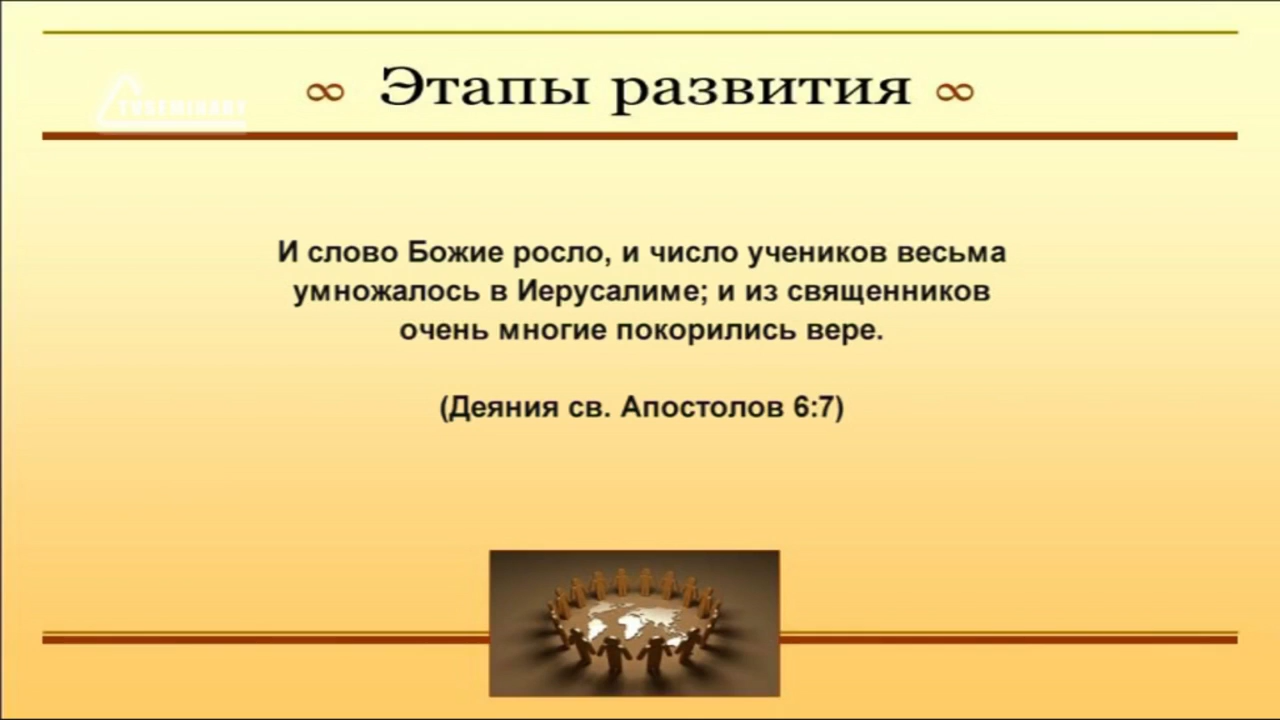 ∞ Этапы развития ∞
И слово Божие росло, и число учеников весьма
умножалось в Иерусалиме; и из священников
очень многие покорились вере.
(Деяния св. Апостолов 6:7)